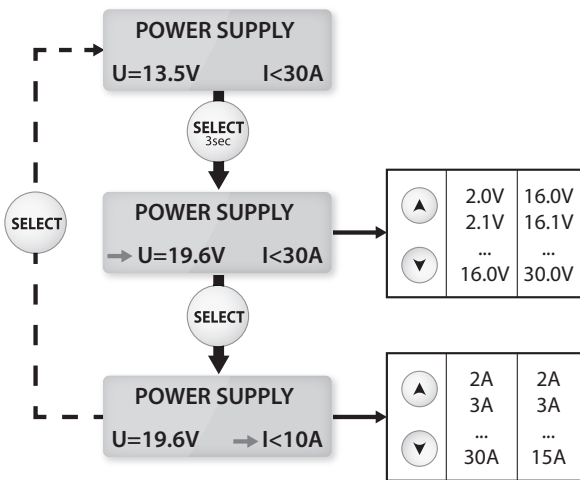 POWER SUPPLY
U=13.5V I<30A
SELECT
3sec
POWER SUPPLY
U=19.6V I<30A
2.0V 16.0V
2.1V 16.1V
... ...
16.0V 30.0V
SELECT
SELECT
POWER SUPPLY
U=19.6V I<10A
2A 2A
3A 3A
... ...
30A 15A